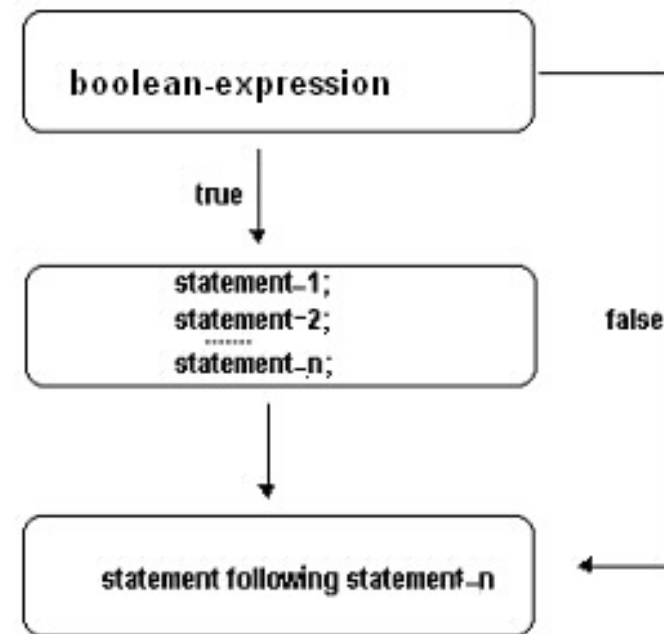 boolean-expression
true
statement-1;
statement-2;
.......
statement-n;
false
statement following statement-n